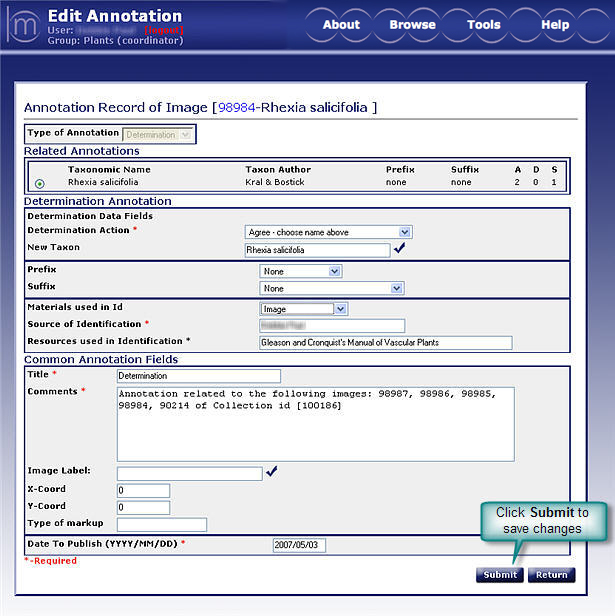 m
Edit Annotation
User:
Group: Plants (coordinator)
About Browse Tools Help
Annotation Record of Image [98984-Rhexia salicifolia ]
Type of Annotation Determination
Related Annotations
Taxonomic Name Taxon Author Prefix Suffix A D S
Rhexia salicifolia Kral & Bostick none none 2 0 1
Determination Annotation
Determination Data Fields
Determination Action * Agree - choose name above
New Taxon Rhexia salicifolia
Prefix None
Suffix None
Materials used in Id Image
Source of Identification *
Resources used in Identification * Gleason and Cronquist's Manual of Vascular Plants
Common Annotation Fields
Title * Determination
Comments * Annotation related to the following images: 98987, 98986, 98985,
98984, 90214 of Collection id [100186]
Image Label:
X-Coord 0
Y-Coord 0
Type of markup
Date To Publish (YYYY/MM/DD) * 2007/05/03
*-Required
Click Submit to
save changes
Submit Return